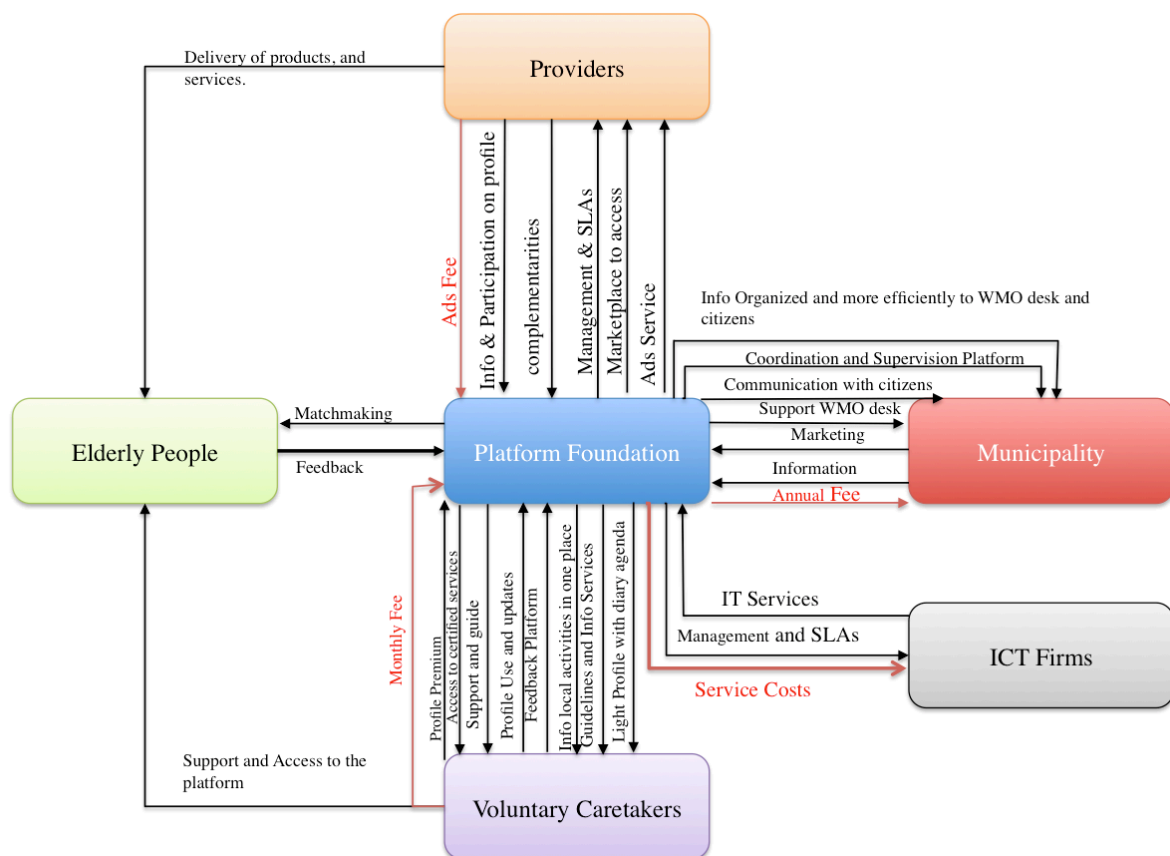 Providers
Delivery of products, and
services.
Ads Fee
Info & Participation on profile
complementarities
Management & SLAs
Marketplace to access
Ads Service
Info Organized and more efficiently to WMO desk and
citizens
Coordination and Supervision Platform
Communication with citizens
Support WMO desk
Marketing
Information
Annual Fee
Matchmaking
Feedback
Elderly People
Platform Foundation
Municipality
IT Services
Management and SLAs
Service Costs
ICT Firms
Monthly Fee
Profile Premium
Access to certified services
Support and guide
Profile Use and updates
Feedback Platform
Info local activities in one place
Guidelines and Info Services
Light Profile with diary agenda
Support and Access to the
platform
Voluntary Caretakers